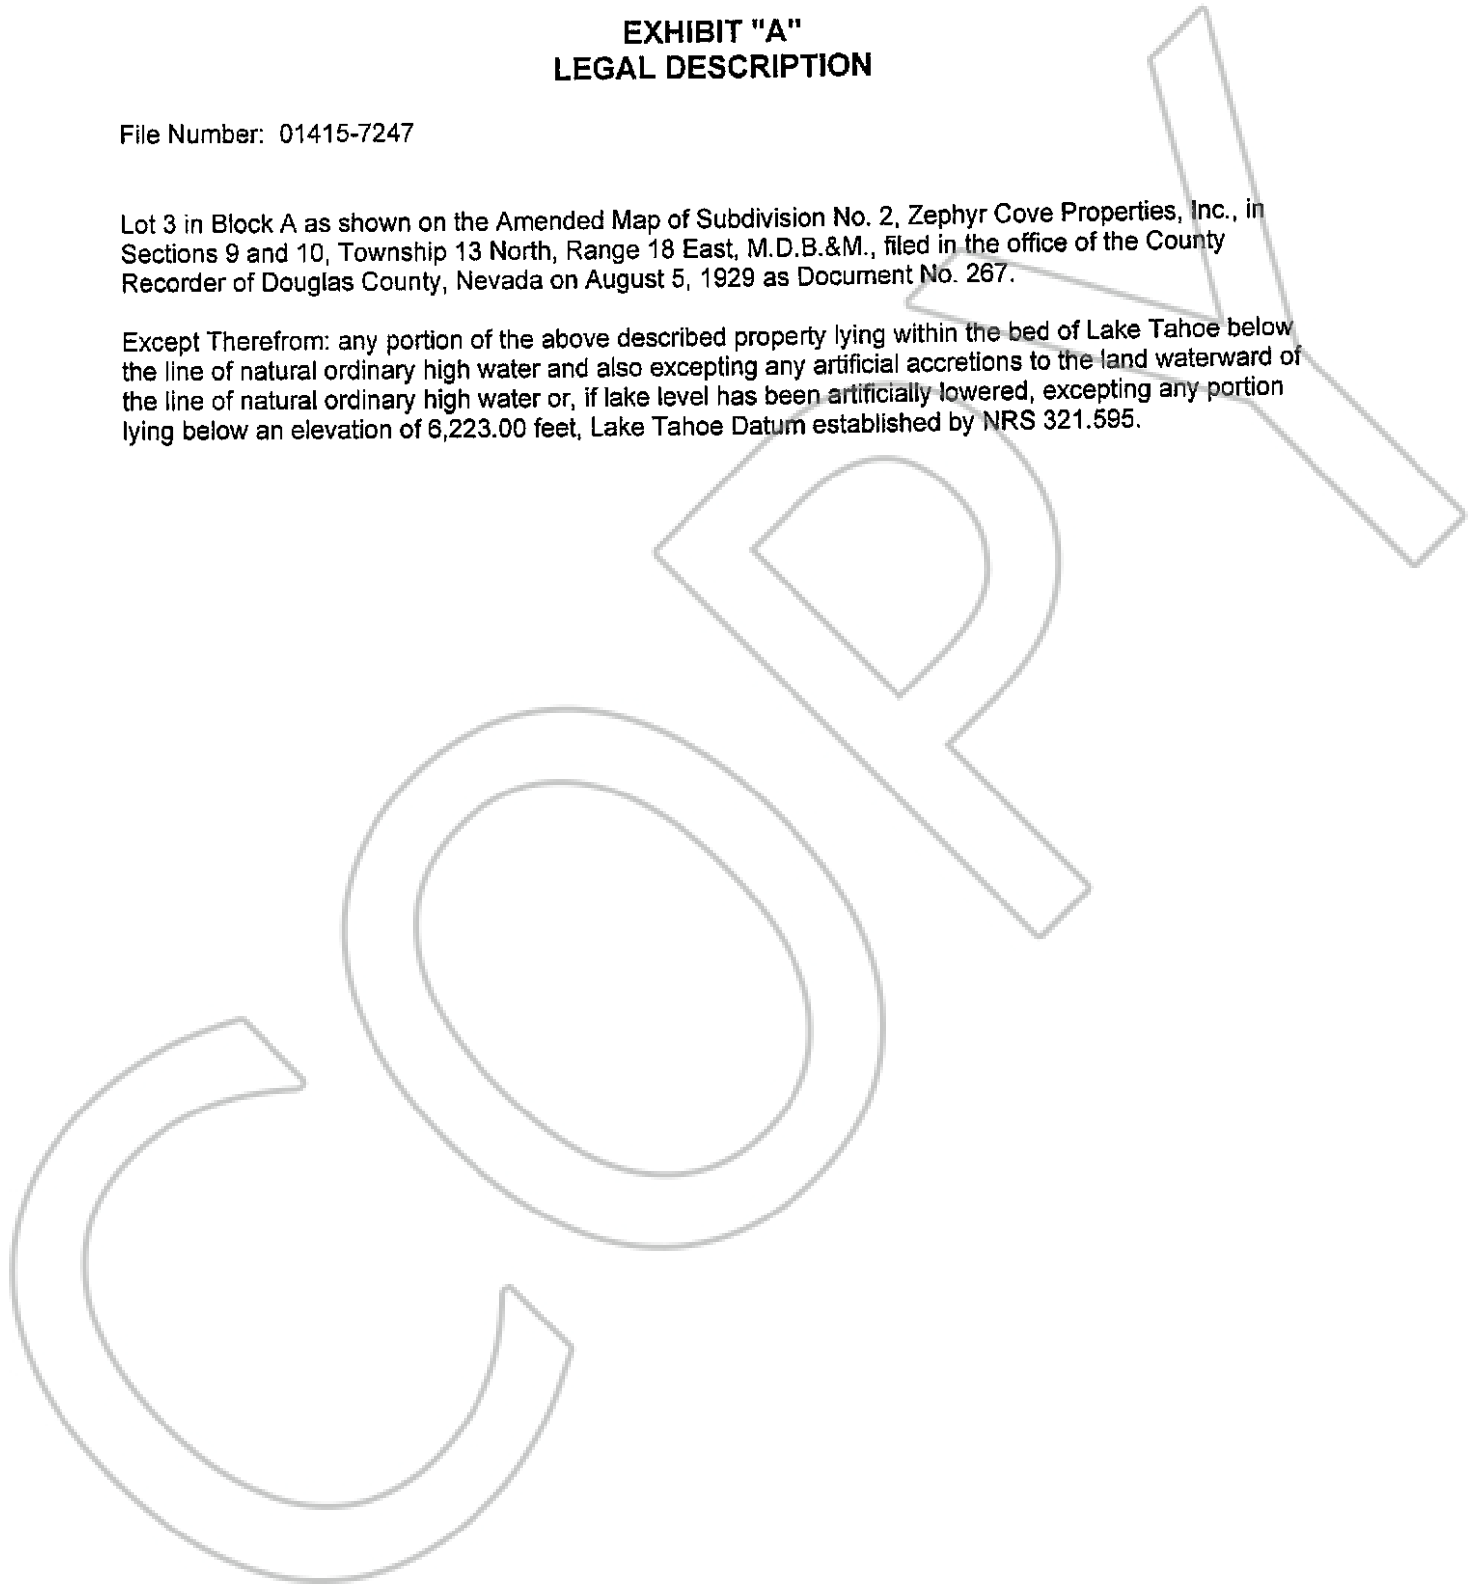 EXHIBIT "A"
LEGAL DESCRIPTION
File Number: 01415-7247
Lot 3 in Block A as shown on the Amended Map of Subdivision No. 2, Zephyr Cove Properties, Inc., in
Sections 9 and 10, Township 13 North, Range 18 East, M.D.B.&M., filed in the office of the County
Recorder of Douglas County, Nevada on August 5, 1929 as Document No. 267.
Except Therefrom: any portion of the above described property lying within the bed of Lake Tahoe below
the line of natural ordinary high water and also excepting any artificial accretions to the land waterward of
the line of natural ordinary high water or, if lake level has been artificially lowered, excepting any portion
lying below an elevation of 6,223.00 feet, Lake Tahoe Datum established by NRS 321.595.
COPY